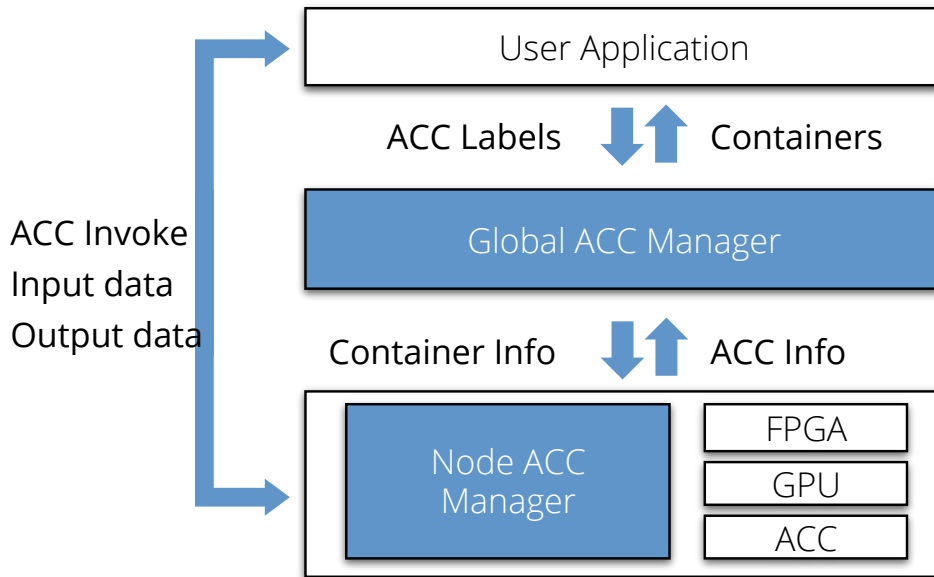 User Application
ACC Labels
Containers
Global ACC Manager
ACC Invoke
Input data
Output data
Container Info
ACC Info
Node ACC
Manager
FPGA
GPU
ACC